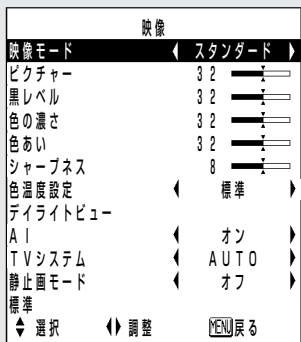 映像
映像モード スタンダード
ピクチャー 32
黒レベル 32
色の濃さ 32
色あい 32
シャープネス 8
色温度設定 標準
デイライトビュー
AI オン
TVシステム AUTO
静止画モード オフ
標準
選択 調整 MENU戻る